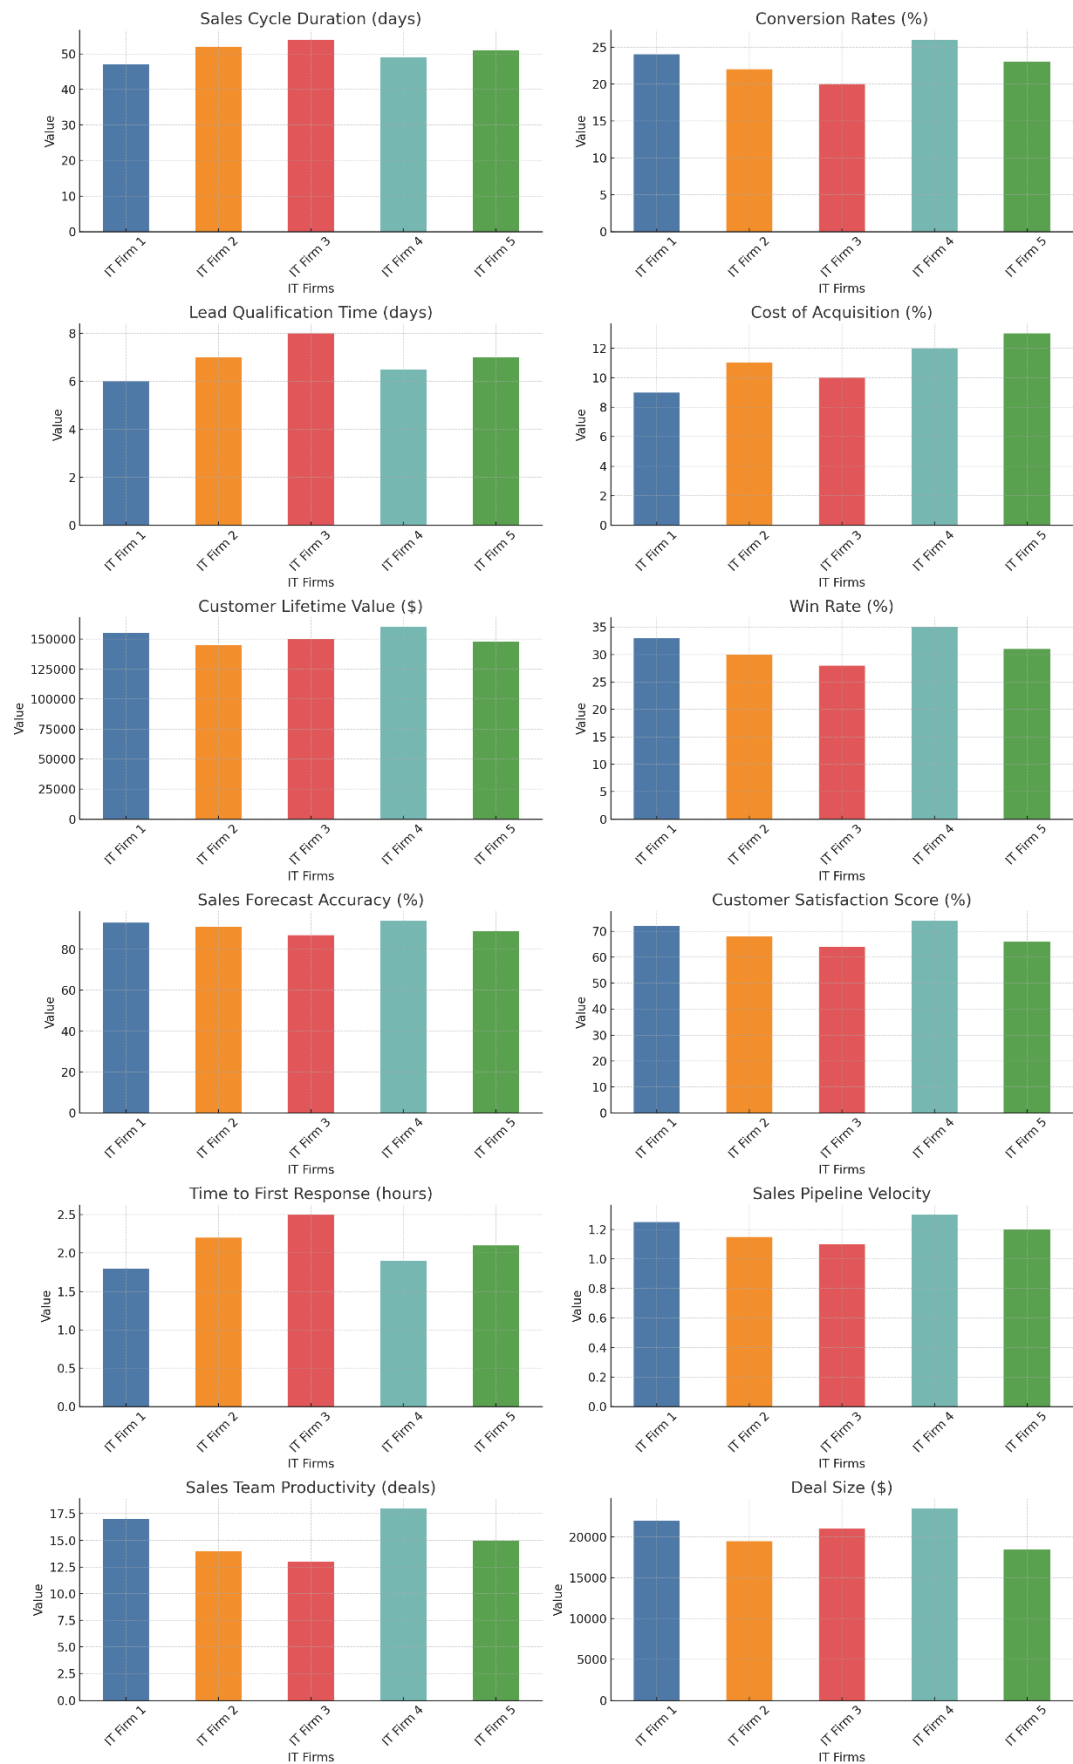 Sales Cycle Duration (days)
Value
50
40
30
20
10
0
IT Firm 1
IT Firm 2
IT Firm 3
IT Firm 4
IT Firm 5
IT Firms
Conversion Rates (%)
Value
25
20
15
10
5
0
IT Firm 1
IT Firm 2
IT Firm 3
IT Firm 4
IT Firm 5
IT Firms
Lead Qualification Time (days)
Value
8
6
4
2
0
IT Firm 1
IT Firm 2
IT Firm 3
IT Firm 4
IT Firm 5
IT Firms
Cost of Acquisition (%)
Value
12
10
8
6
4
2
0
IT Firm 1
IT Firm 2
IT Firm 3
IT Firm 4
IT Firm 5
IT Firms
Customer Lifetime Value ($)
Value
150000
125000
100000
75000
50000
25000
0
IT Firm 1
IT Firm 2
IT Firm 3
IT Firm 4
IT Firm 5
IT Firms
Win Rate (%)
Value
35
30
25
20
15
10
5
0
IT Firm 1
IT Firm 2
IT Firm 3
IT Firm 4
IT Firm 5
IT Firms
Sales Forecast Accuracy (%)
Value
80
60
40
20
0
IT Firm 1
IT Firm 2
IT Firm 3
IT Firm 4
IT Firm 5
IT Firms
Customer Satisfaction Score (%)
Value
70
60
50
40
30
20
10
0
IT Firm 1
IT Firm 2
IT Firm 3
IT Firm 4
IT Firm 5
IT Firms
Time to First Response (hours)
Value
2.5
2.0
1.5
1.0
0.5
0.0
IT Firm 1
IT Firm 2
IT Firm 3
IT Firm 4
IT Firm 5
IT Firms
Sales Pipeline Velocity
Value
1.2
1.0
0.8
0.6
0.4
0.2
0.0
IT Firm 1
IT Firm 2
IT Firm 3
IT Firm 4
IT Firm 5
IT Firms
Sales Team Productivity (deals)
Value
17.5
15.0
12.5
10.0
7.5
5.0
2.5
0.0
IT Firm 1
IT Firm 2
IT Firm 3
IT Firm 4
IT Firm 5
IT Firms
Deal Size ($)
Value
20000
15000
10000
5000
0
IT Firm 1
IT Firm 2
IT Firm 3
IT Firm 4
IT Firm 5
IT Firms